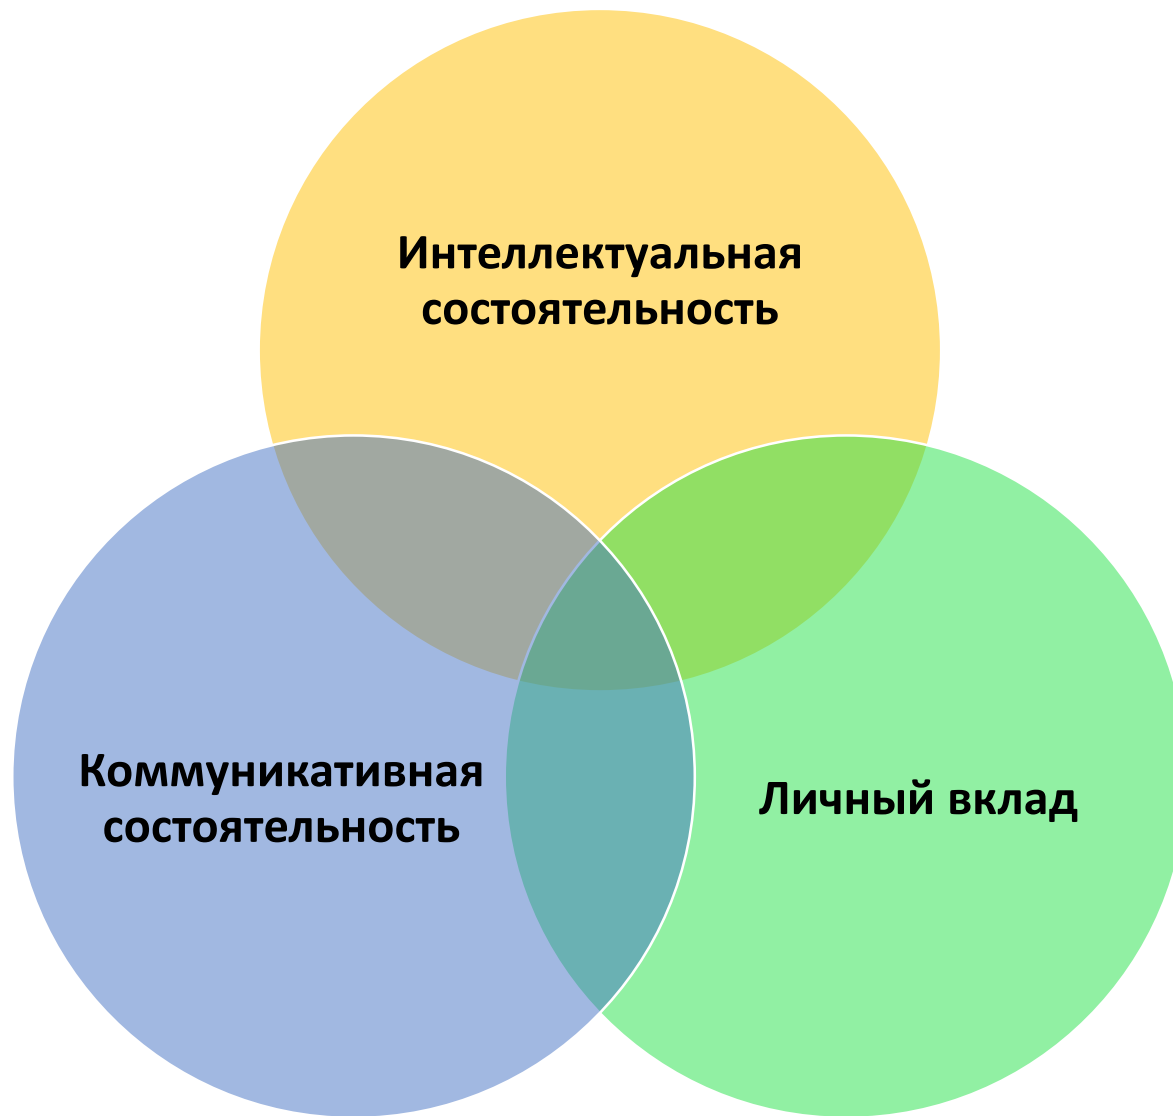 Интеллектуальная
состоятельность
Коммуникативная
состоятельность
Личный вклад